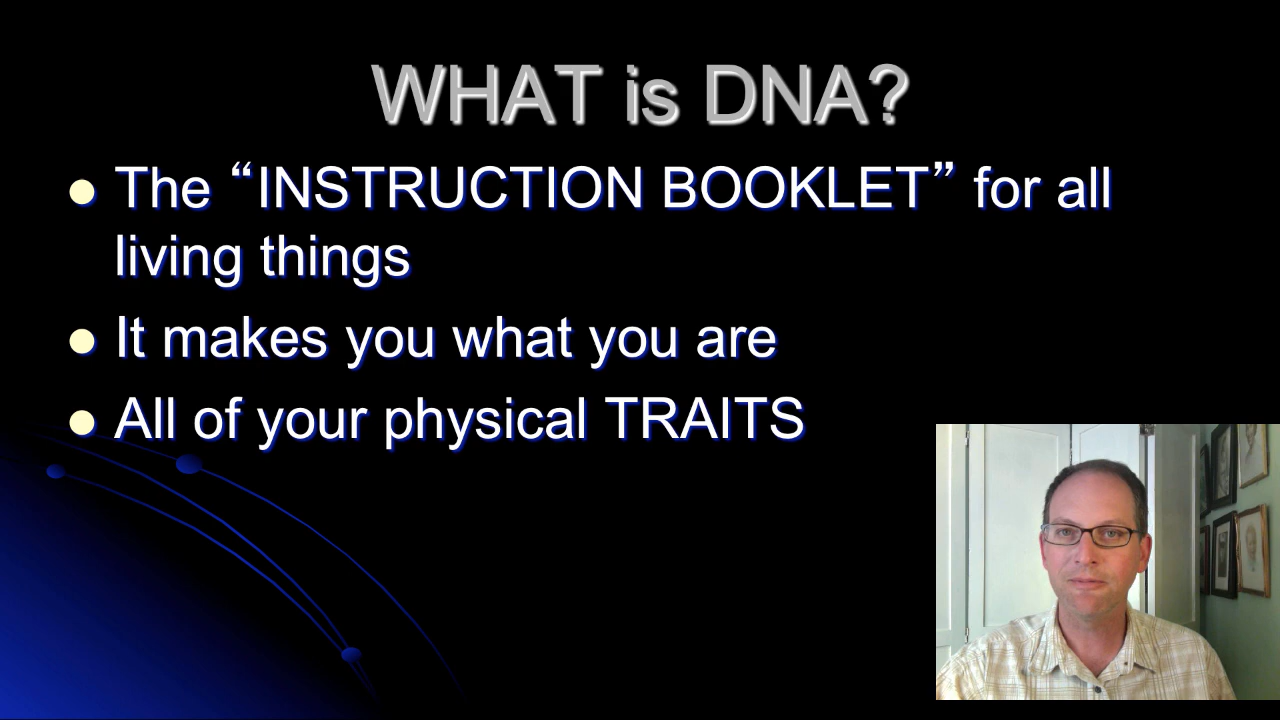 WHAT is DNA?
The “INSTRUCTION BOOKLET” for all
living things
It makes you what you are
All of your physical TRAITS